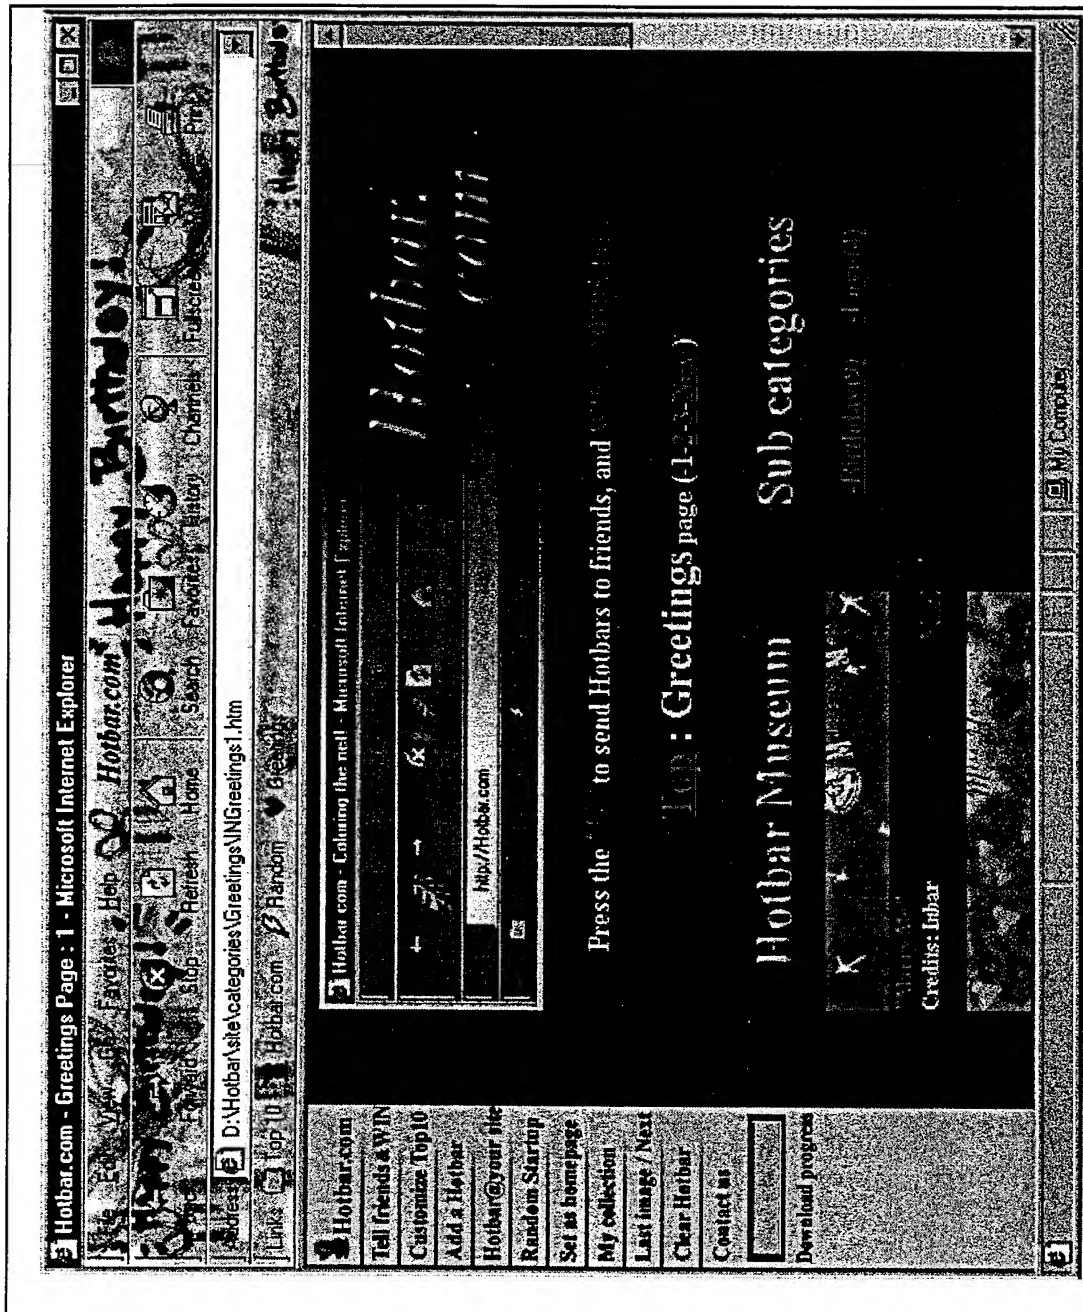 Hotbar.com - Greetings Page : 1 - Microsoft Internet Explorer
Edit View Favorites Help Hotbar.com Happy Birthday!
Forward Stop Refresh Home Search Favorites History Channels Fullscreen Print
Address D:\Hotbar\site\categories\Greetings\INGreetings1.htm
Links Top 10 Hotbar.com Random Greetings Happy Birthday
Hotbar.com
Tell friends & WIN
Customize Top10
Add a Hotbar
Hotbar@your site
Random Startup
Set as homepage
My collection
Last image / Next
Clear Hotbar
Contact us
Download progress
Hotbar.com - Coloring the net! - Microsoft Internet Explorer
http://Hotbar.com
Hotbar.
com
Press the to send Hotbars to friends, and
Top : Greetings page (-1-2-3-
Hotbar Museum
Sub categories
-Birthday
K M M X
Credits: Inbar
My Computer